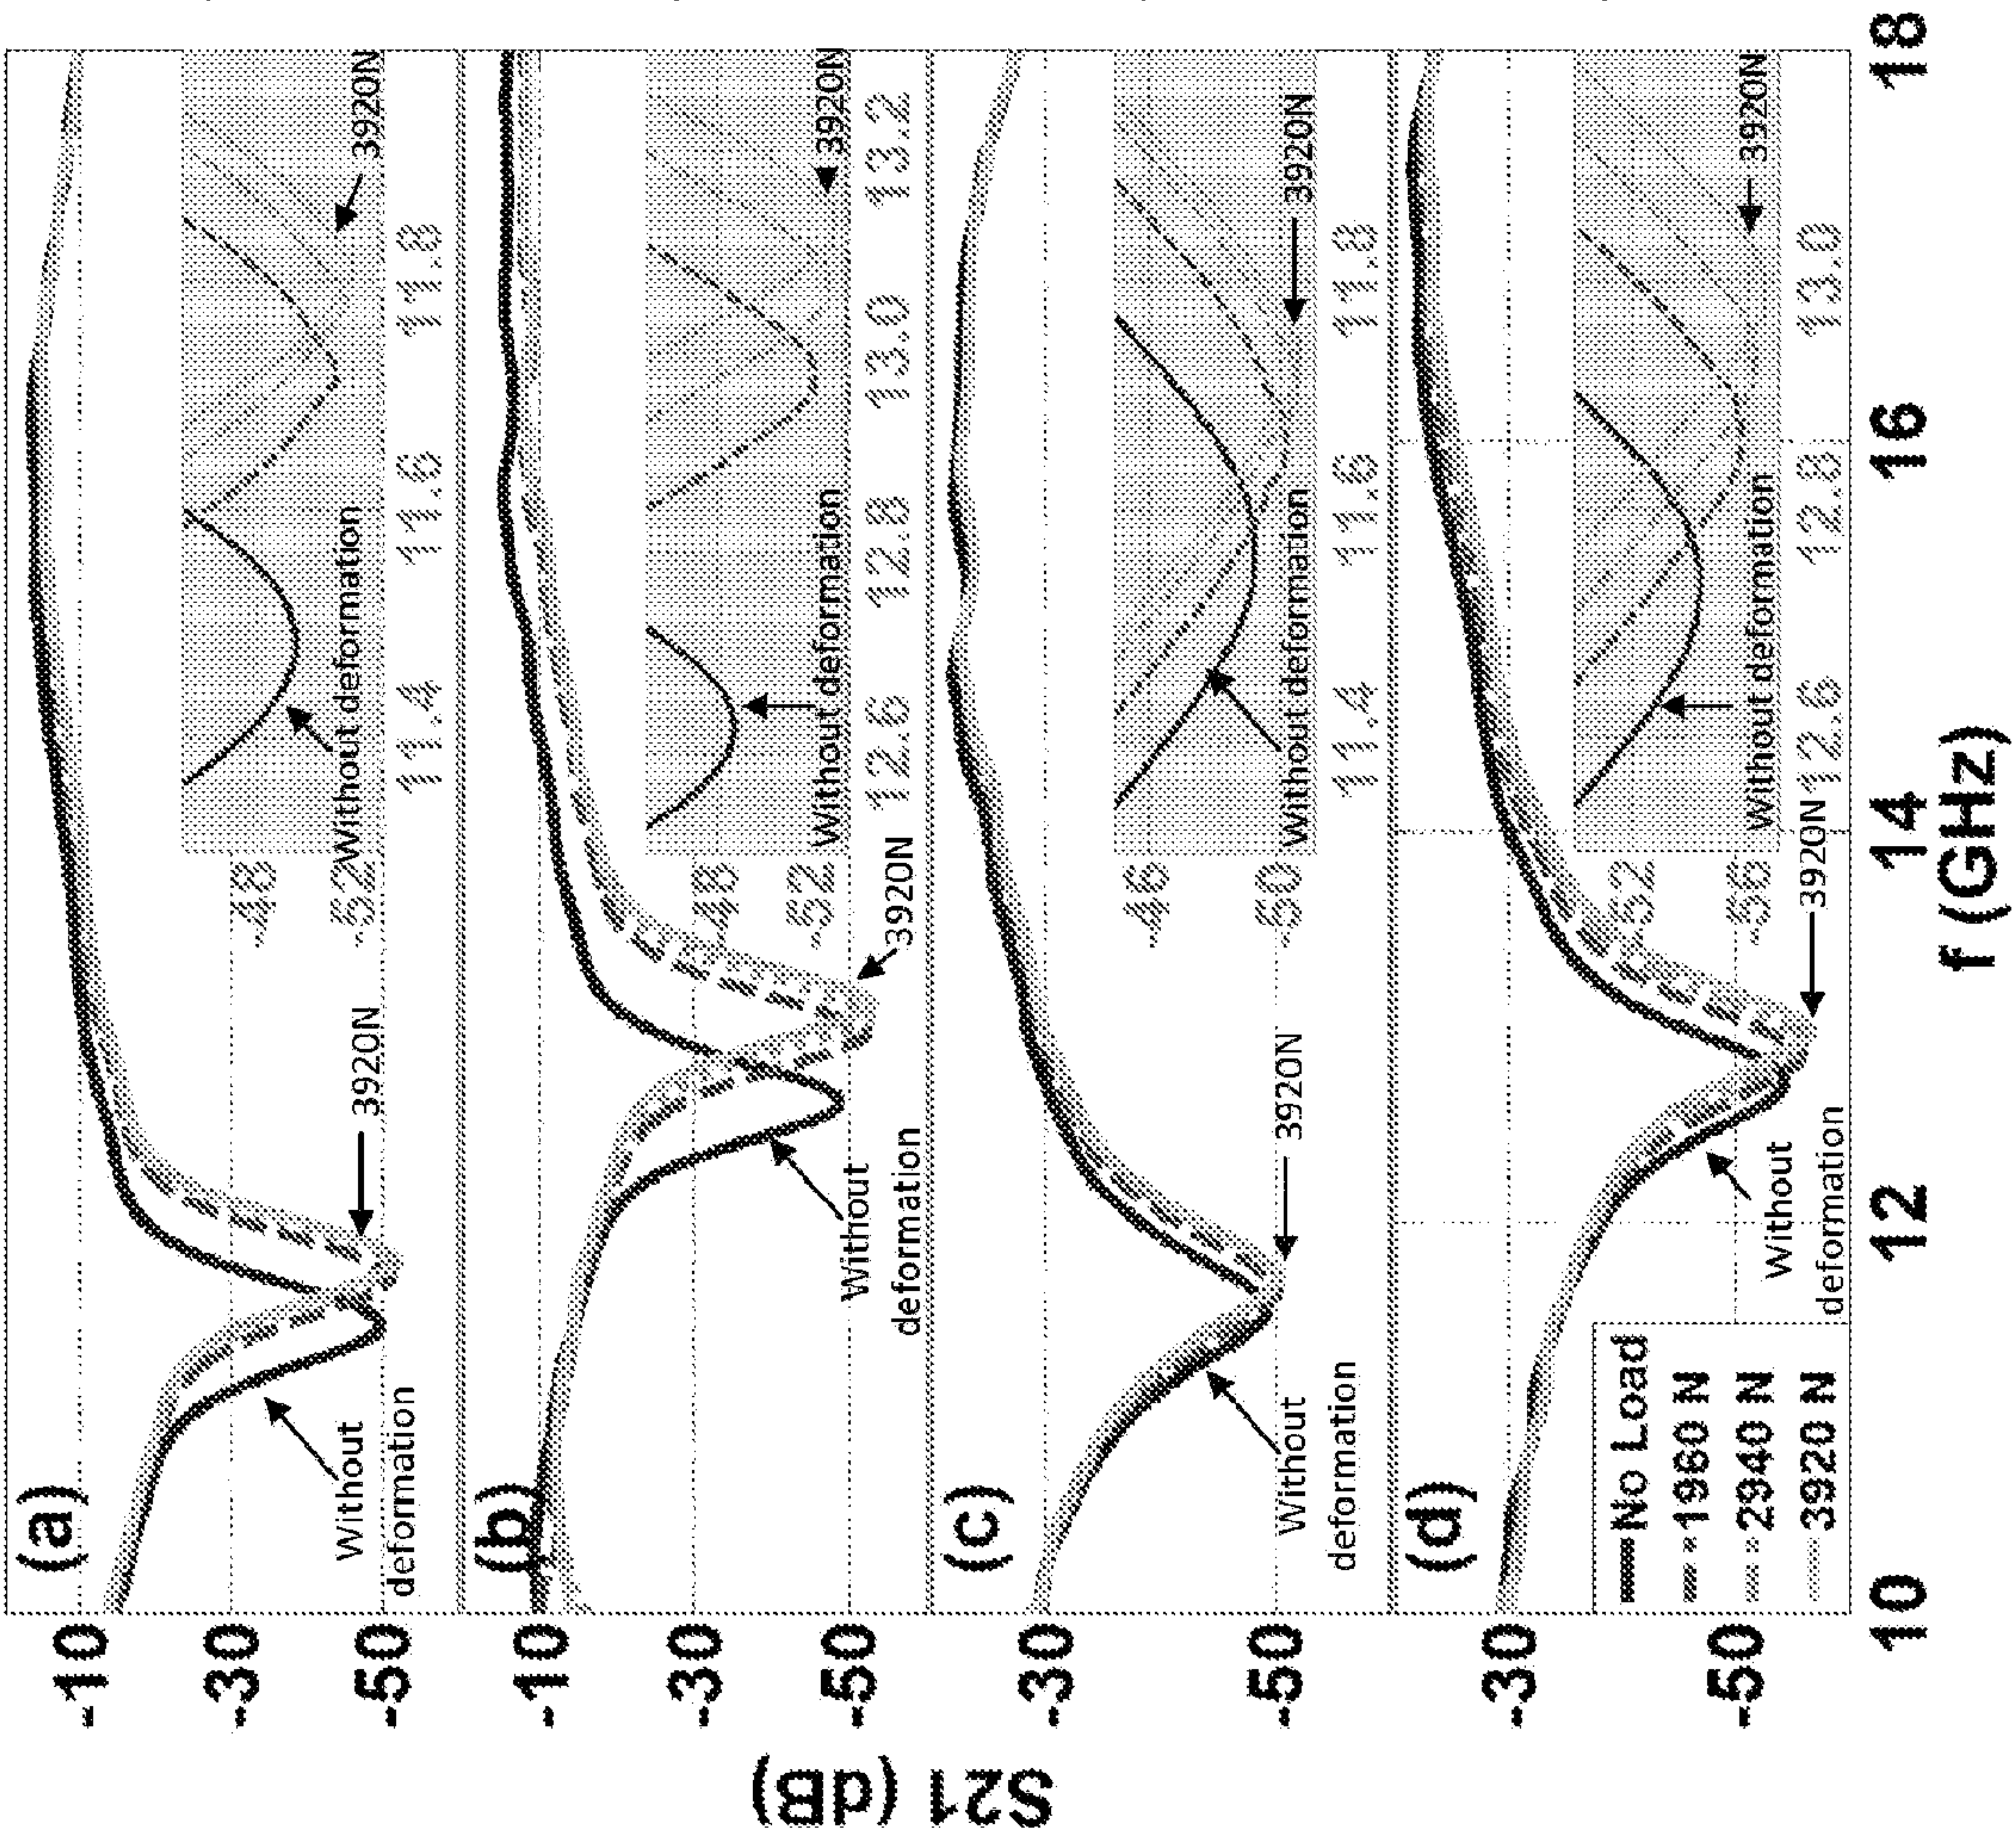 S21 (dB)
(a)
-10
-30
-50
Without
deformation
3920N
-48
-52
Without deformation
3920N
11.4
11.6
11.8
(b)
-10
-30
-50
Without
deformation
3920N
-48
-52
Without deformation
3920N
12.6
12.8
13.0
13.2
(c)
-30
-50
Without
deformation
3920N
-46
-50
Without deformation
3920N
11.4
11.6
11.8
(d)
-30
-50
No Load
1960 N
2940 N
3920 N
Without
deformation
3920N
-52
-56
Without deformation
3920N
12.6
12.8
13.0
10
12
14
16
18
f (GHz)